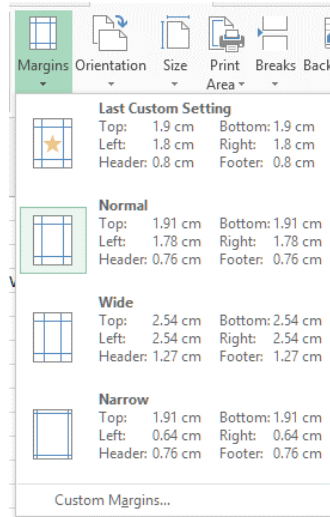 Margins Orientation Size Print Area Breaks
Last Custom Setting
Top: 1.9 cm Bottom: 1.9 cm
Left: 1.8 cm Right: 1.8 cm
Header: 0.8 cm Footer: 0.8 cm
Normal
Top: 1.91 cm Bottom: 1.91 cm
Left: 1.78 cm Right: 1.78 cm
Header: 0.76 cm Footer: 0.76 cm
Wide
Top: 2.54 cm Bottom: 2.54 cm
Left: 2.54 cm Right: 2.54 cm
Header: 1.27 cm Footer: 1.27 cm
Narrow
Top: 1.91 cm Bottom: 1.91 cm
Left: 0.64 cm Right: 0.64 cm
Header: 0.76 cm Footer: 0.76 cm
Custom Margins...